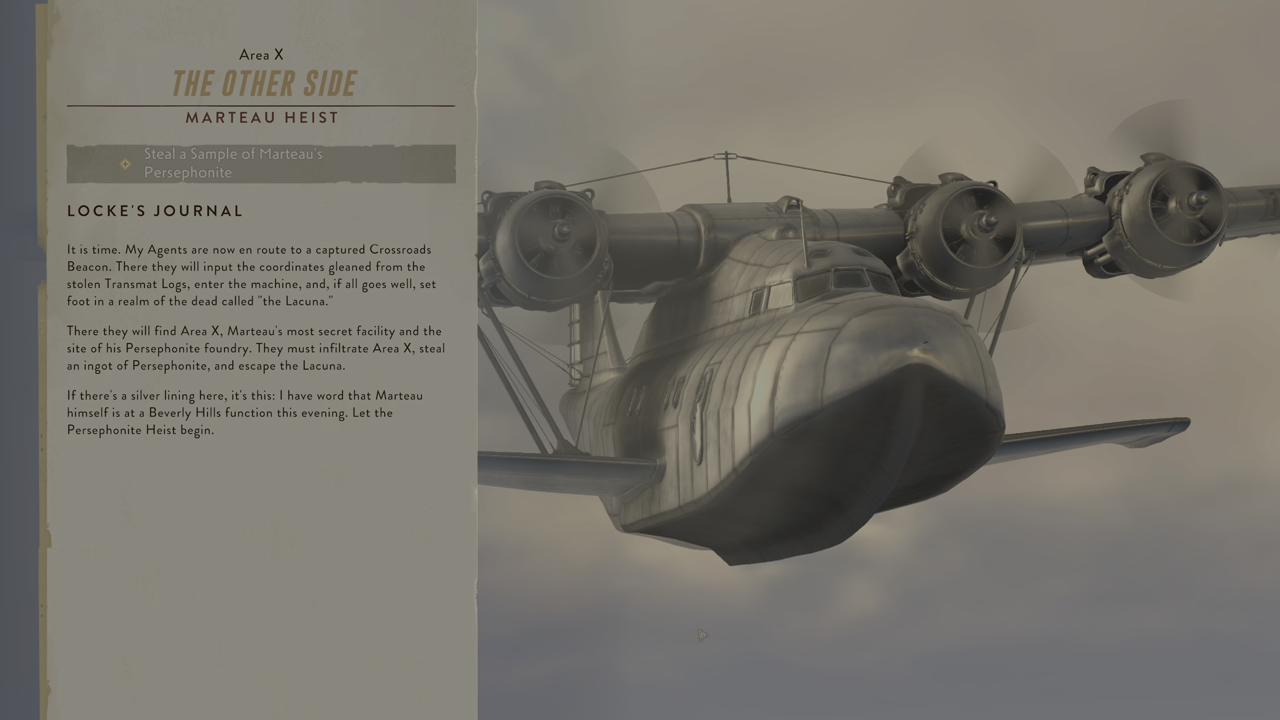 Area X
THE OTHER SIDE
MARTEAU HEIST
Steal a Sample of Marteau's
Persephonite
LOCKE'S JOURNAL
It is time. My Agents are now en route to a captured Crossroads
Beacon. There they will input the coordinates gleaned from the
stolen Transmat Logs, enter the machine, and, if all goes well, set
foot in a realm of the dead called "the Lacuna."
There they will find Area X, Marteau's most secret facility and the
site of his Persephonite foundry. They must infiltrate Area X, steal
an ingot of Persephonite, and escape the Lacuna.
If there's a silver lining here, it's this: I have word that Marteau
himself is at a Beverly Hills function this evening. Let the
Persephonite Heist begin.